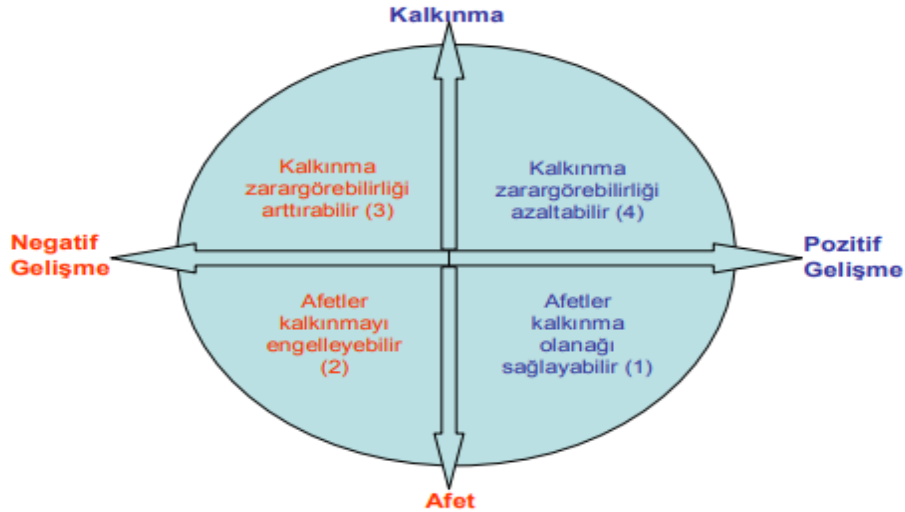 Kalkınma
Kalkınma
zarargörebilirliği
arttırabilir (3)
Kalkınma
zarargörebilirliği
azaltabilir (4)
Negatif
Gelişme
Pozitif
Gelişme
Afetler
kalkınmayı
engelleyebilir
(2)
Afetler
kalkınma
olanağı
sağlayabilir (1)
Afet